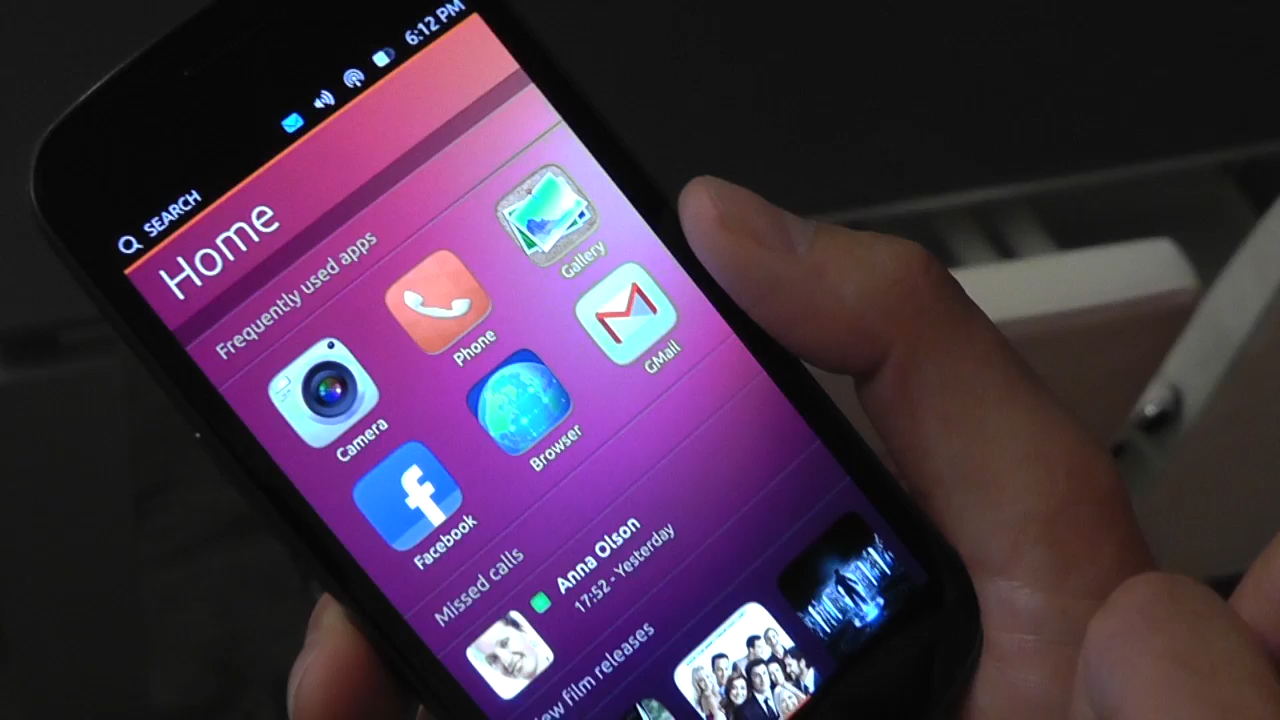 6:12 PM
SEARCH
Home
Frequently used apps
Camera
Phone
Gallery
Facebook
Browser
GMail
Missed calls
Anna Olson
17:52 - Yesterday
film releases